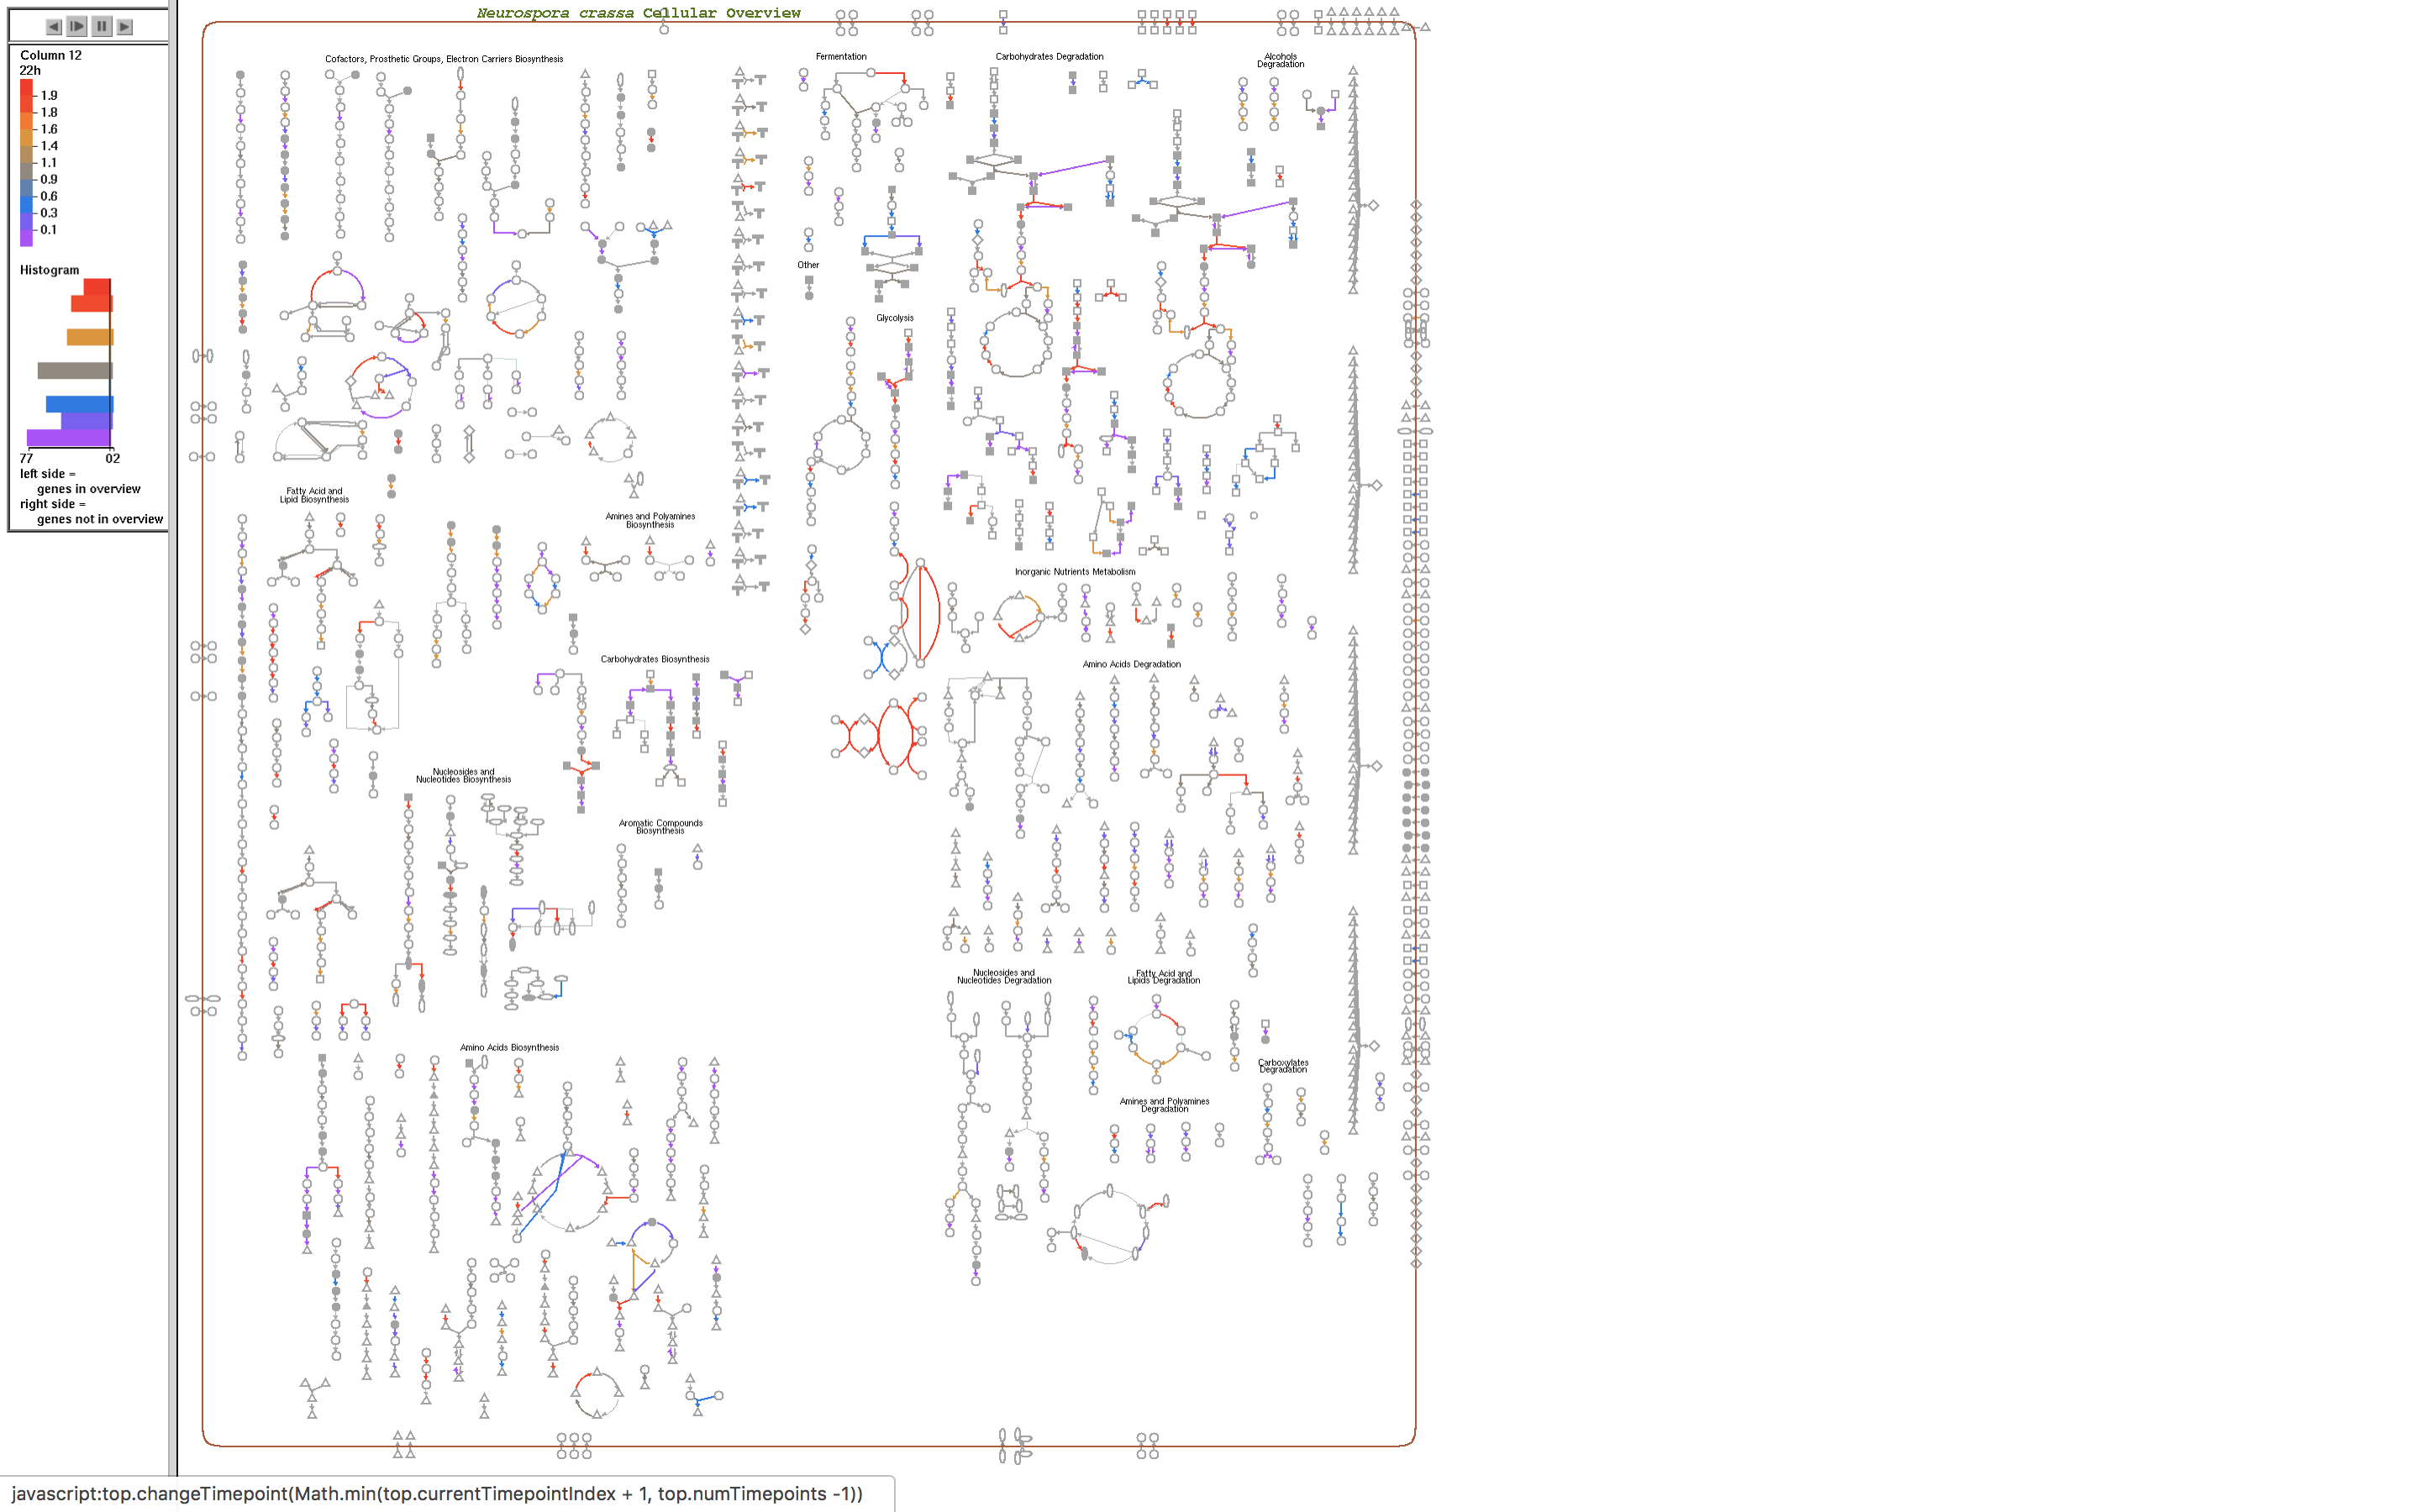 Neurospora crassa Cellular Overview
Column 12
22h
1.9
1.8
1.6
1.4
1.1
0.9
0.6
0.3
0.1
Histogram
77 02
left side =
genes in overview
right side =
genes not in overview
Cofactors, Prosthetic Groups, Electron Carriers Biosynthesis
Fermentation
Carbohydrates Degradation
Alcohols
Degradation
Other
Glycolysis
Fatty Acid and
Lipid Biosynthesis
Amines and Polyamines
Biosynthesis
Inorganic Nutrients Metabolism
Carbohydrates Biosynthesis
Amino Acids Degradation
Nucleosides and
Nucleotides Biosynthesis
Aromatic Compounds
Biosynthesis
Nucleosides and
Nucleotides Degradation
Fatty Acid and
Lipids Degradation
Amino Acids Biosynthesis
Carboxylates
Degradation
Amines and Polyamines
Degradation
javascript:top.changeTimepoint(Math.min(top.currentTimepointIndex + 1, top.numTimepoints -1))